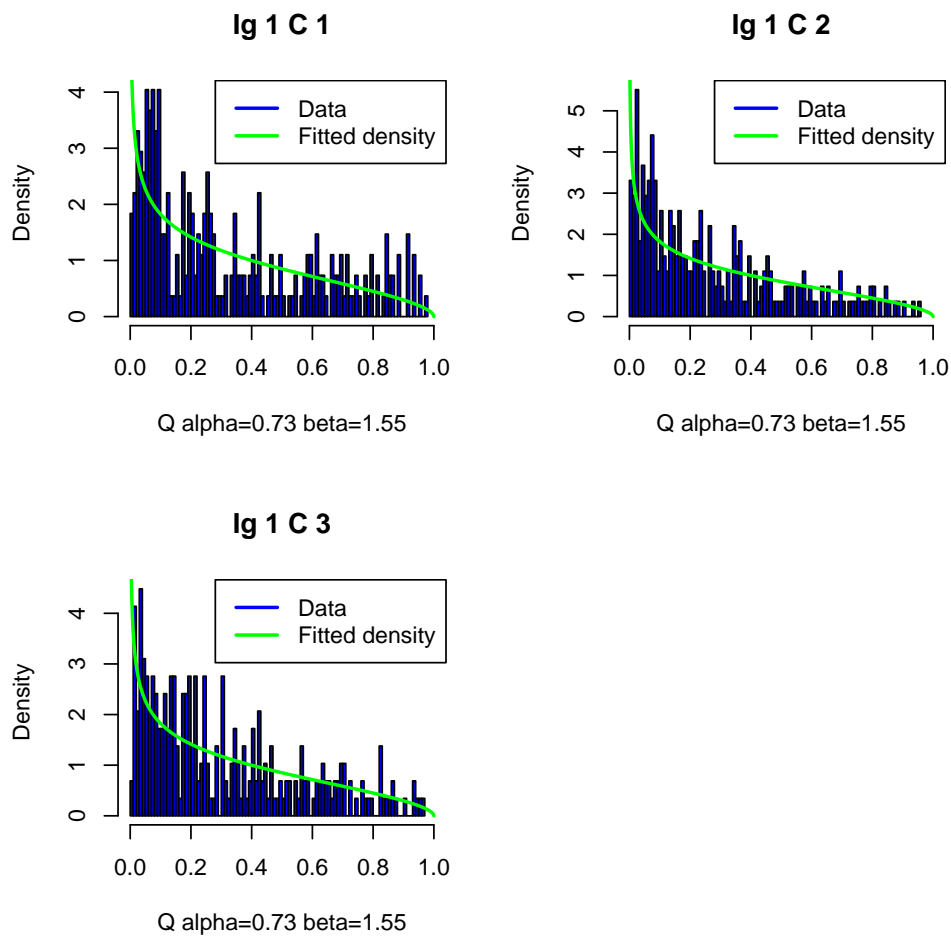 Ig 1 C 1
Density
0 1 2 3 4
Data
Fitted density
0.0 0.2 0.4 0.6 0.8 1.0
Q alpha=0.73 beta=1.55
Ig 1 C 2
Density
0 1 2 3 4 5
Data
Fitted density
0.0 0.2 0.4 0.6 0.8 1.0
Q alpha=0.73 beta=1.55
Ig 1 C 3
Density
0 1 2 3 4
Data
Fitted density
0.0 0.2 0.4 0.6 0.8 1.0
Q alpha=0.73 beta=1.55